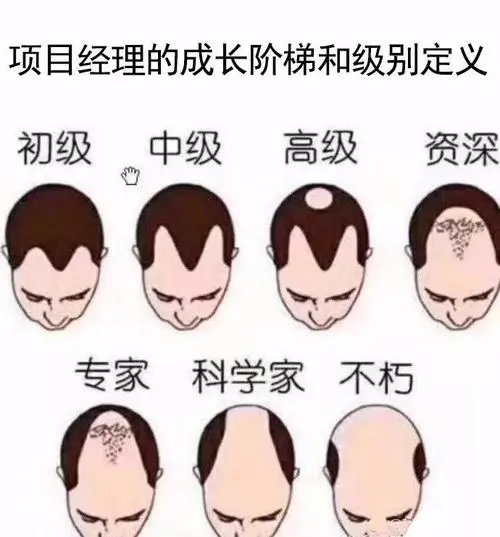 项目经理的成长阶梯和级别定义
初级 中级 高级 资深
专家 科学家 不朽